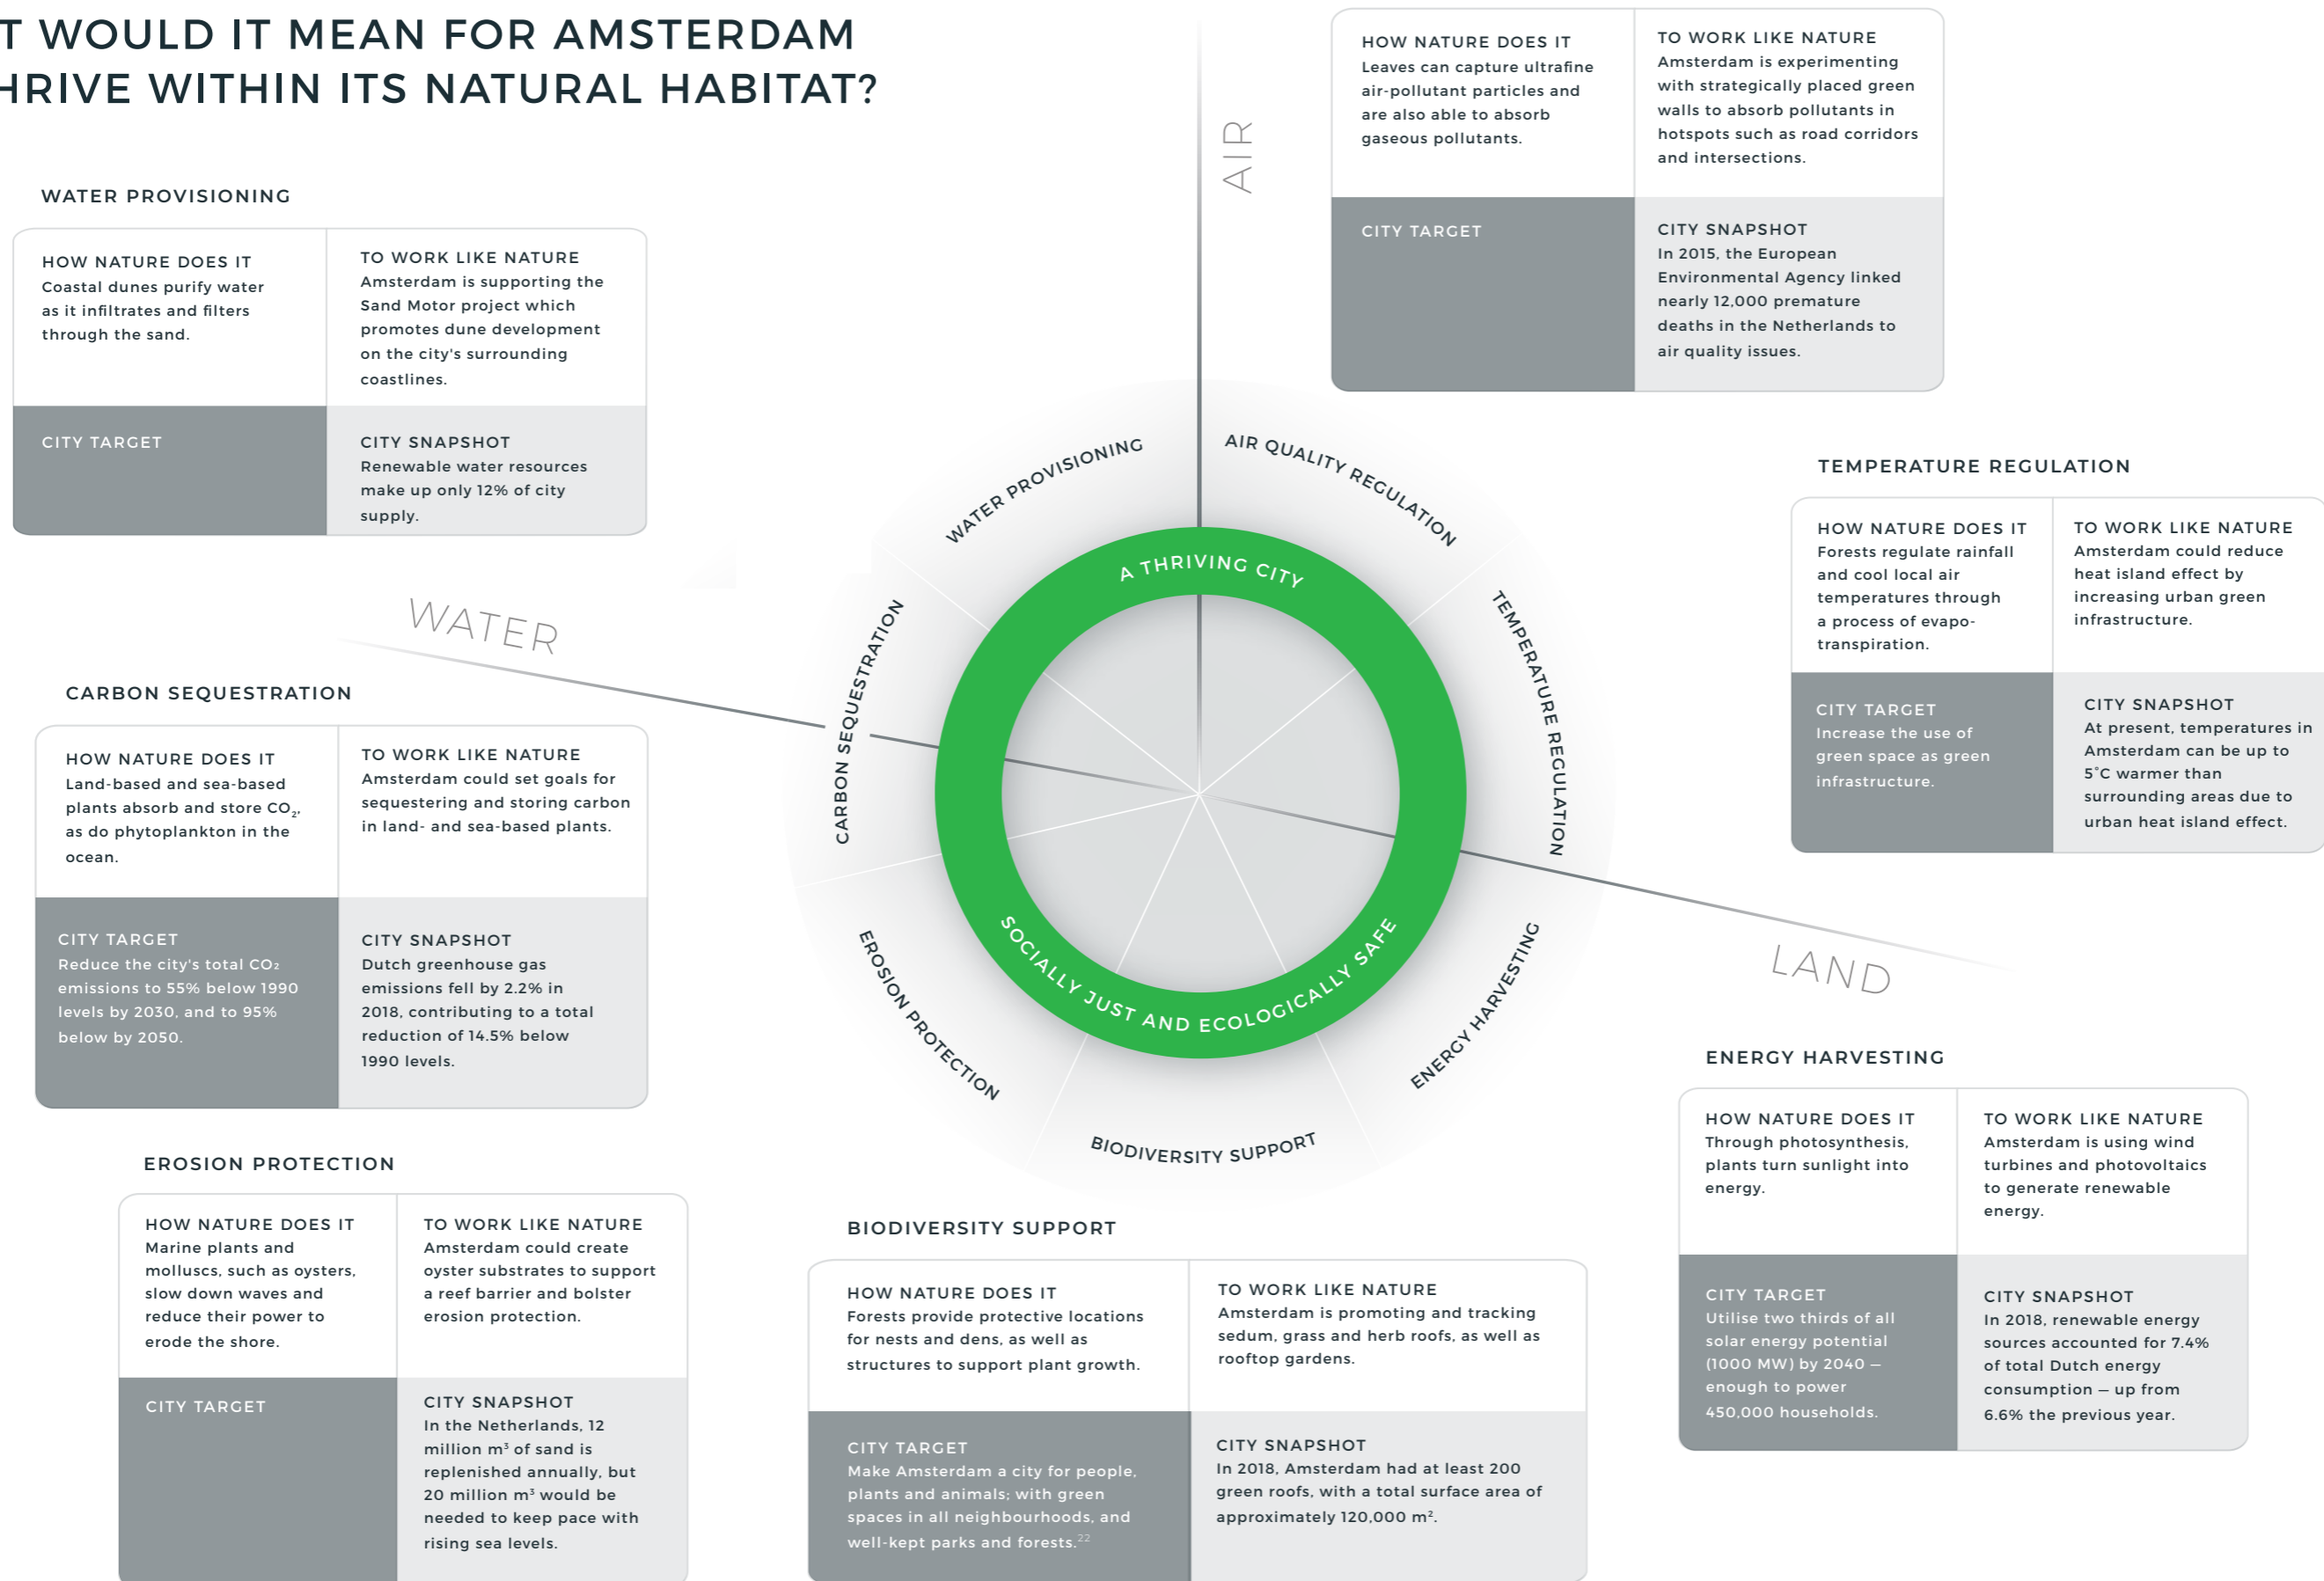 T WOULD IT MEAN FOR AMSTERDAM
HRIVE WITHIN ITS NATURAL HABITAT?
WATER PROVISIONING
HOW NATURE DOES IT
Coastal dunes purify water
as it infiltrates and filters
through the sand.
TO WORK LIKE NATURE
Amsterdam is supporting the
Sand Motor project which
promotes dune development
on the city's surrounding
coastlines.
CITY TARGET
CITY SNAPSHOT
Renewable water resources
make up only 12% of city
supply.
AIR
HOW NATURE DOES IT
Leaves can capture ultrafine
air-pollutant particles and
are also able to absorb
gaseous pollutants.
TO WORK LIKE NATURE
Amsterdam is experimenting
with strategically placed green
walls to absorb pollutants in
hotspots such as road corridors
and intersections.
CITY TARGET
CITY SNAPSHOT
In 2015, the European
Environmental Agency linked
nearly 12,000 premature
deaths in the Netherlands to
air quality issues.
TEMPERATURE REGULATION
HOW NATURE DOES IT
Forests regulate rainfall
and cool local air
temperatures through
a process of evapo-
transpiration.
TO WORK LIKE NATURE
Amsterdam could reduce
heat island effect by
increasing urban green
infrastructure.
CITY TARGET
Increase the use of
green space as green
infrastructure.
CITY SNAPSHOT
At present, temperatures in
Amsterdam can be up to
5°C warmer than
surrounding areas due to
urban heat island effect.
WATER PROVISIONING
AIR QUALITY REGULATION
TEMPERATURE REGULATION
ENERGY HARVESTING
BIODIVERSITY SUPPORT
EROSION PROTECTION
CARBON SEQUESTRATION
A THRIVING CITY
SOCIALLY JUST AND ECOLOGICALLY SAFE
WATER
LAND
CARBON SEQUESTRATION
HOW NATURE DOES IT
Land-based and sea-based
plants absorb and store CO₂,
as do phytoplankton in the
ocean.
TO WORK LIKE NATURE
Amsterdam could set goals for
sequestering and storing carbon
in land- and sea-based plants.
CITY TARGET
Reduce the city's total CO₂
emissions to 55% below 1990
levels by 2030, and to 95%
below by 2050.
CITY SNAPSHOT
Dutch greenhouse gas
emissions fell by 2.2% in
2018, contributing to a total
reduction of 14.5% below
1990 levels.
EROSION PROTECTION
HOW NATURE DOES IT
Marine plants and
molluscs, such as oysters,
slow down waves and
reduce their power to
erode the shore.
TO WORK LIKE NATURE
Amsterdam could create
oyster substrates to support
a reef barrier and bolster
erosion protection.
CITY TARGET
CITY SNAPSHOT
In the Netherlands, 12
million m³ of sand is
replenished annually, but
20 million m³ would be
needed to keep pace with
rising sea levels.
BIODIVERSITY SUPPORT
HOW NATURE DOES IT
Forests provide protective locations
for nests and dens, as well as
structures to support plant growth.
TO WORK LIKE NATURE
Amsterdam is promoting and tracking
sedum, grass and herb roofs, as well as
rooftop gardens.
CITY TARGET
Make Amsterdam a city for people,
plants and animals; with green
spaces in all neighbourhoods, and
well-kept parks and forests.²²
CITY SNAPSHOT
In 2018, Amsterdam had at least 200
green roofs, with a total surface area of
approximately 120,000 m².
ENERGY HARVESTING
HOW NATURE DOES IT
Through photosynthesis,
plants turn sunlight into
energy.
TO WORK LIKE NATURE
Amsterdam is using wind
turbines and photovoltaics
to generate renewable
energy.
CITY TARGET
Utilise two thirds of all
solar energy potential
(1000 MW) by 2040 —
enough to power
450,000 households.
CITY SNAPSHOT
In 2018, renewable energy
sources accounted for 7.4%
of total Dutch energy
consumption — up from
6.6% the previous year.